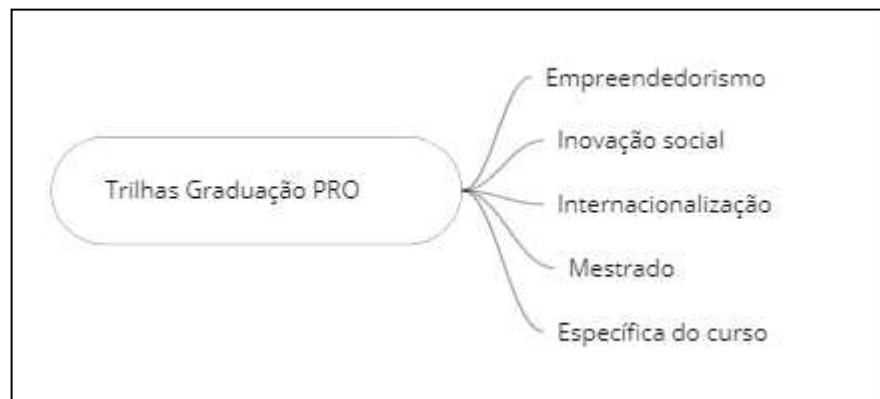 Trilhas Graduação PRO
Empreendedorismo
Inovação social
Internacionalização
Mestrado
Específica do curso